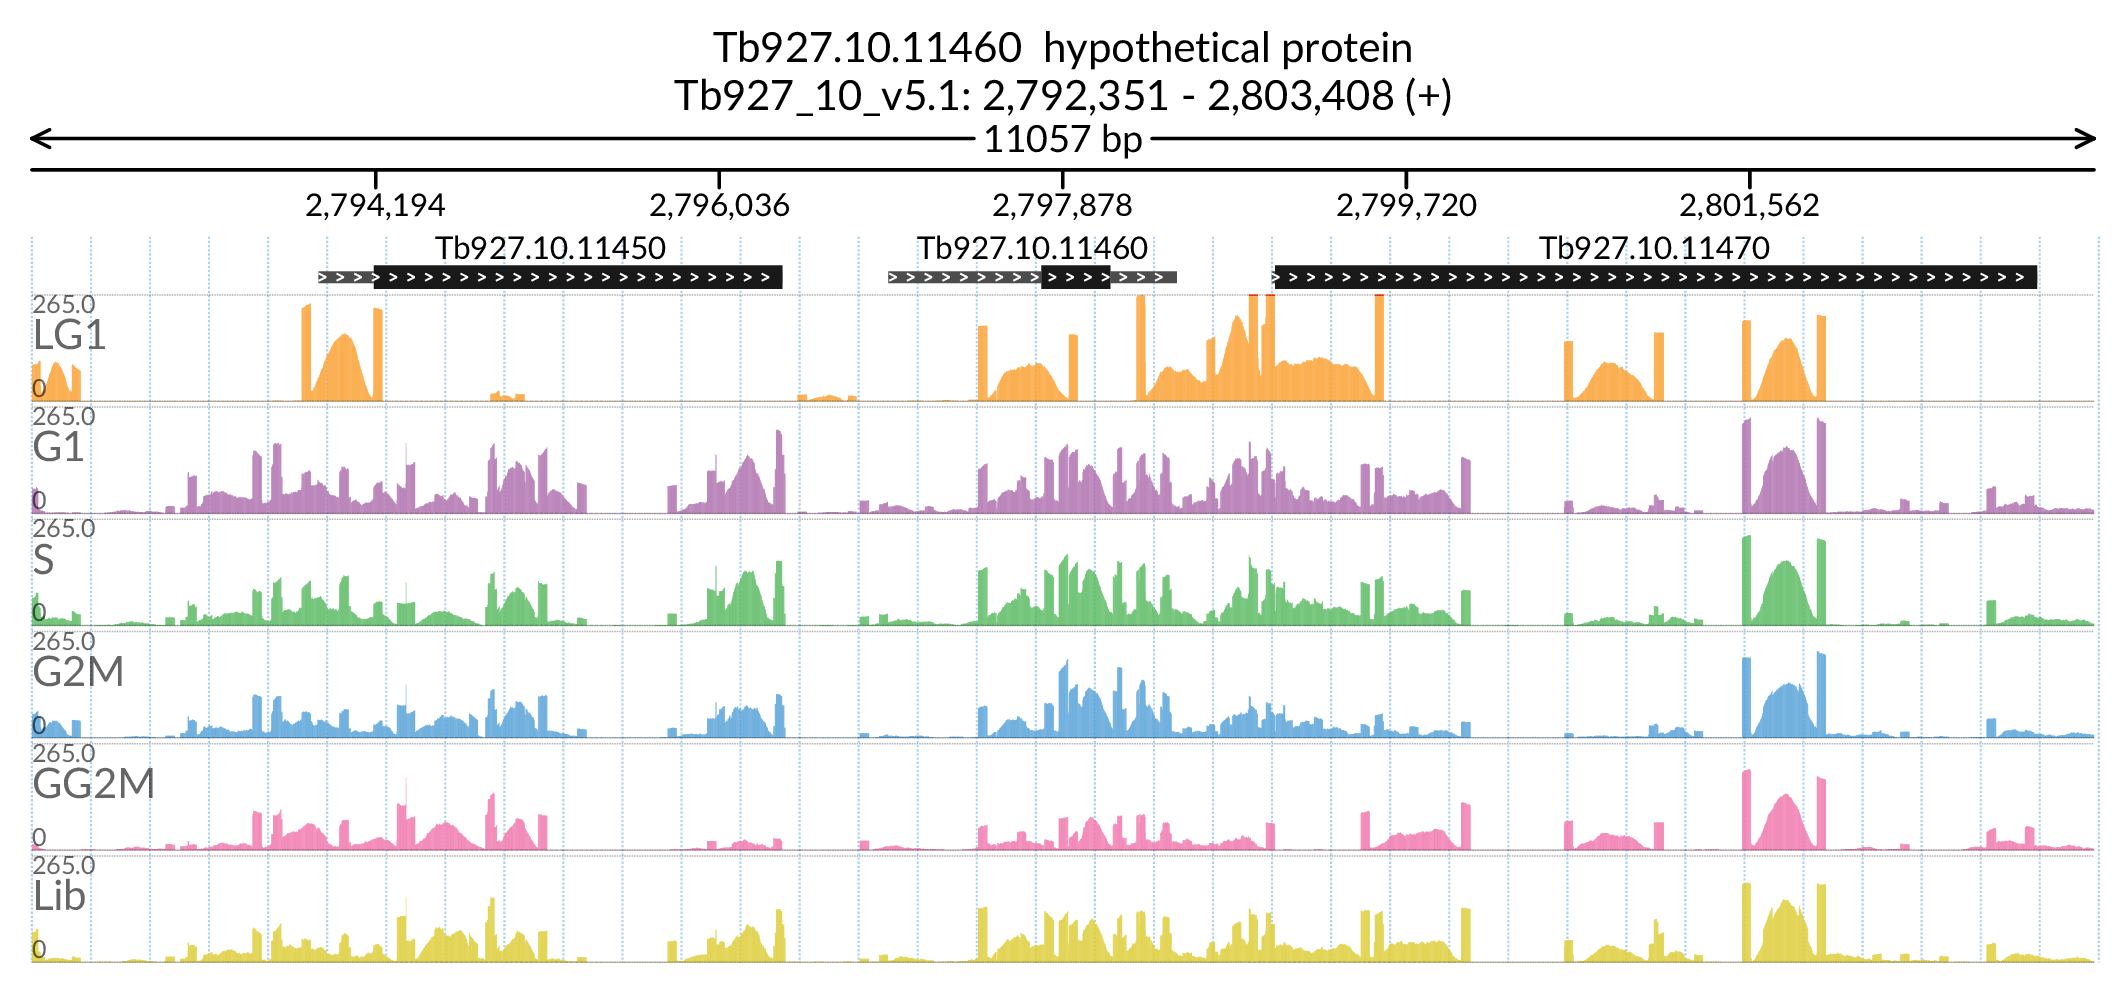 Tb927.10.11460 hypothetical protein
Tb927_10_v5.1: 2,792,351 - 2,803,408 (+)
11057 bp
2,794,194 2,796,036 2,797,878 2,799,720 2,801,562
Tb927.10.11450 Tb927.10.11460 Tb927.10.11470
265.0
LG1
0
265.0
G1
0
265.0
S
0
265.0
G2M
0
265.0
GG2M
0
265.0
Lib
0